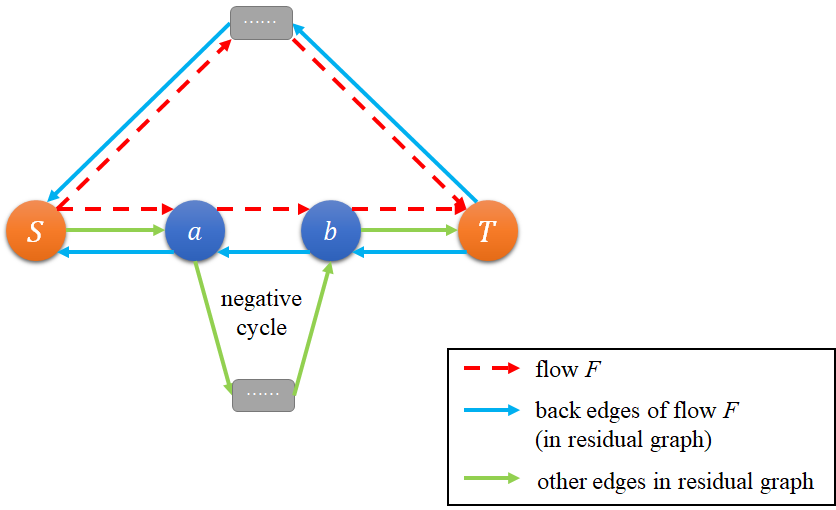 ......
S
a
b
T
negative
cycle
......
flow F
back edges of flow F
(in residual graph)
other edges in residual graph